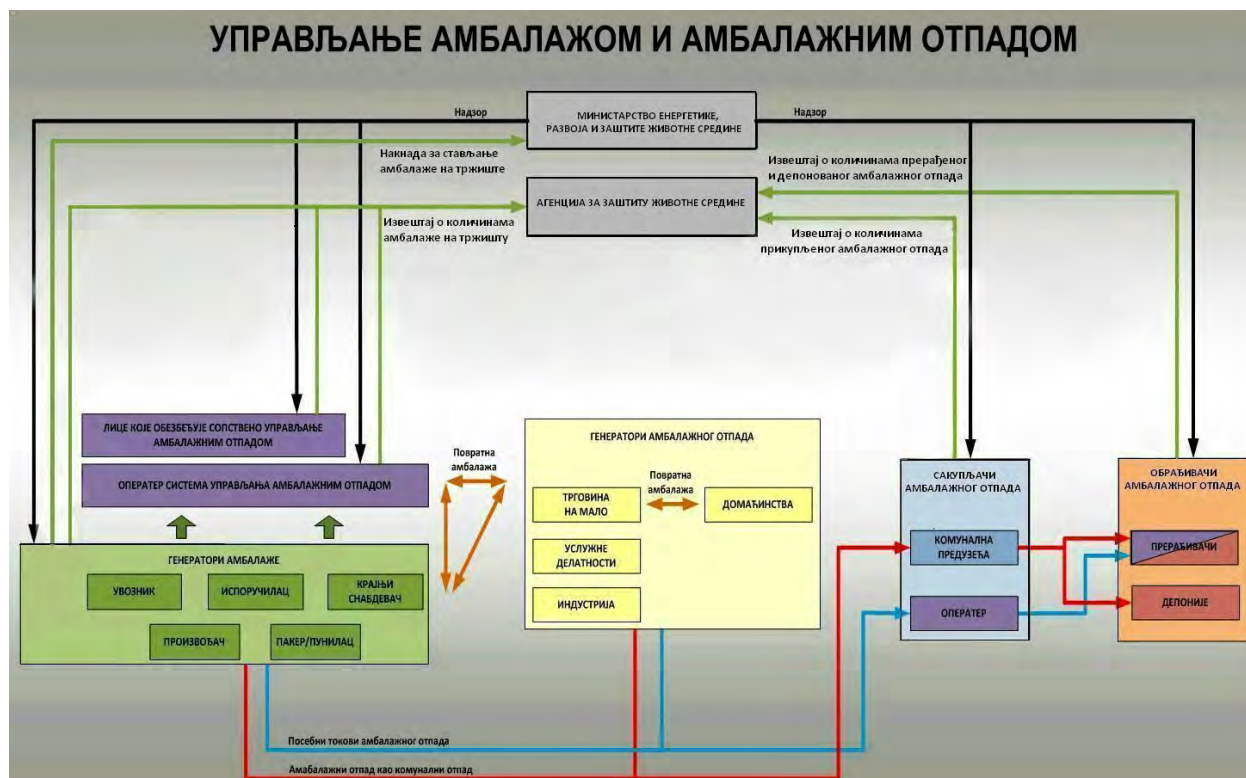 УПРАВЉАЊЕ АМБАЛАЖОМ И АМБАЛАЖНИМ ОТПАДОМ
Надзор
МИНИСТАРСТВО ЕНЕРГЕТИКЕ,
РАЗВОЈА И ЗАШТИТЕ ЖИВОТНЕ СРЕДИНЕ
Надзор
Накнада за стављање
амбалаже на тржиште
Извештај о количинама прерађеног
и депонованог амбалажног отпада
АГЕНЦИЈА ЗА ЗАШТИТУ ЖИВОТНЕ СРЕДИНЕ
Извештај о количинама
амбалаже на тржишту
Извештај о количинама
прикупљеног амбалажног отпада
ЛИЦЕ КОЈЕ ОБЕЗБЕЂУЈЕ СОПСТВЕНО УПРАВЉАЊЕ
АМБАЛАЖНИМ ОТПАДОМ
ОПЕРАТЕР СИСТЕМА УПРАВЉАЊА АМБАЛАЖНИМ ОТПАДОМ
Повратна
амбалажа
ГЕНЕРАТОРИ АМБАЛАЖНОГ ОТПАДА
Повратна
амбалажа
ТРГОВИНА
НА МАЛО
ДОМАЋИНСТВА
УСЛУЖНЕ
ДЕЛАТНОСТИ
ИНДУСТРИЈА
САКУПЉАЧИ
АМБАЛАЖНОГ ОТПАДА
КОМУНАЛНА
ПРЕДУЗЕЋА
ОПЕРАТЕР
ОБРАЂИВАЧИ
АМБАЛАЖНОГ ОТПАДА
ПРЕРАЂИВАЧИ
ДЕПОНИЈЕ
ГЕНЕРАТОРИ АМБАЛАЖЕ
УВОЗНИК
ИСПОРУЧИЛАЦ
КРАЈЊИ
СНАБДЕВАЧ
ПРОИЗВОЂАЧ
ПАКЕР/ПУНИЛАЦ
Посебни токови амбалажног отпада
Амабалажни отпад као комунални отпад